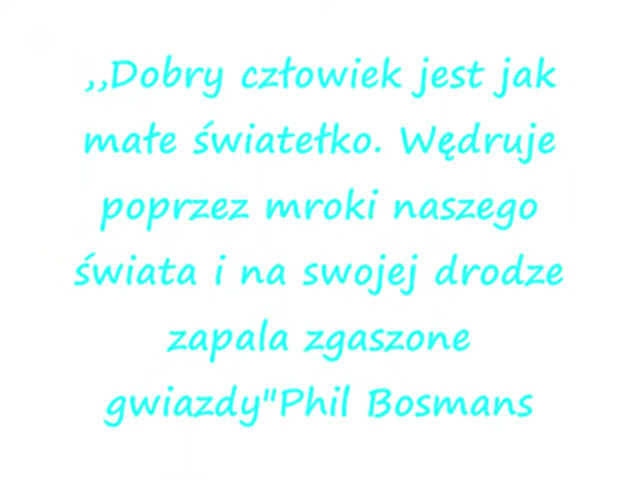 ,,Dobry człowiek jest jak
małe światełko. Wędruje
poprzez mroki naszego
świata i na swojej drodze
zapala zgaszone
gwiazdy"Phil Bosmans